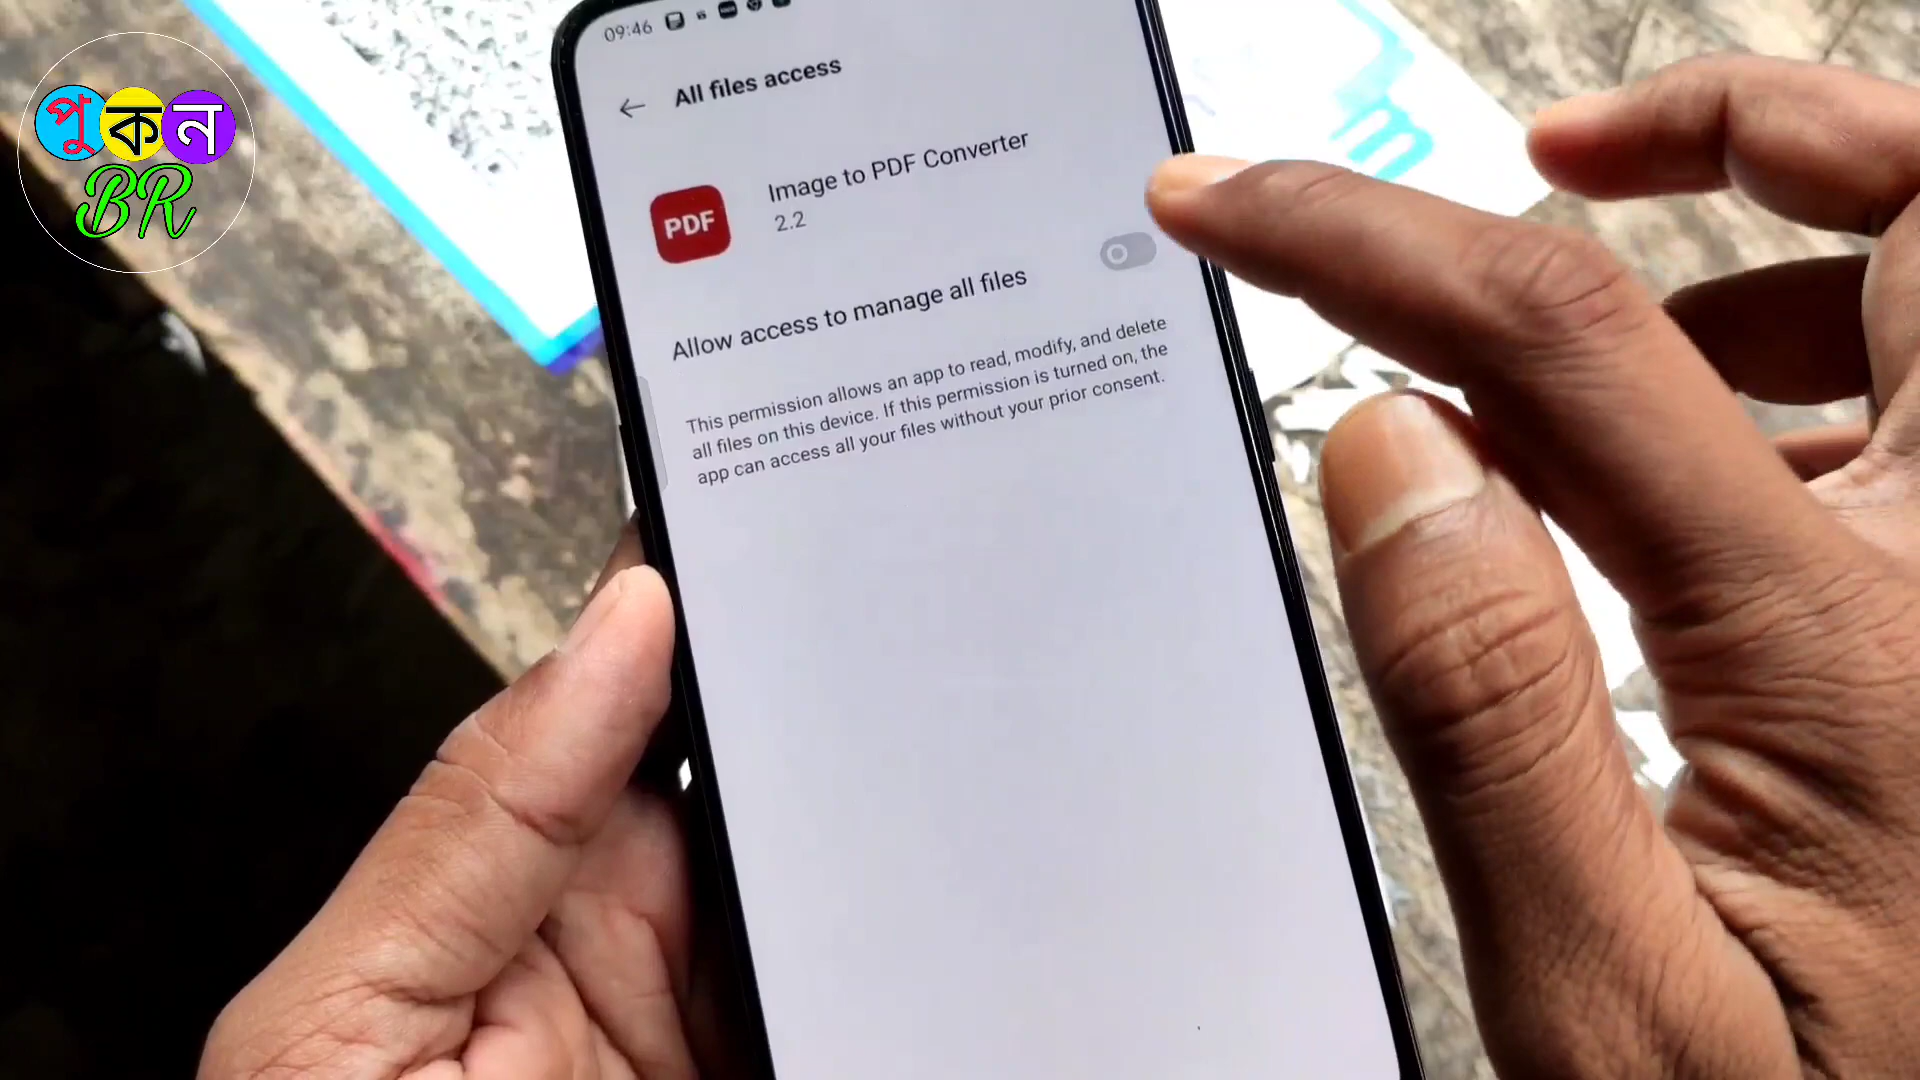 পুকন
BR
09:46
All files access
PDF
Image to PDF Converter
2.2
Allow access to manage all files
This permission allows an app to read, modify, and delete
all files on this device. If this permission is turned on, the
app can access all your files without your prior consent.
m